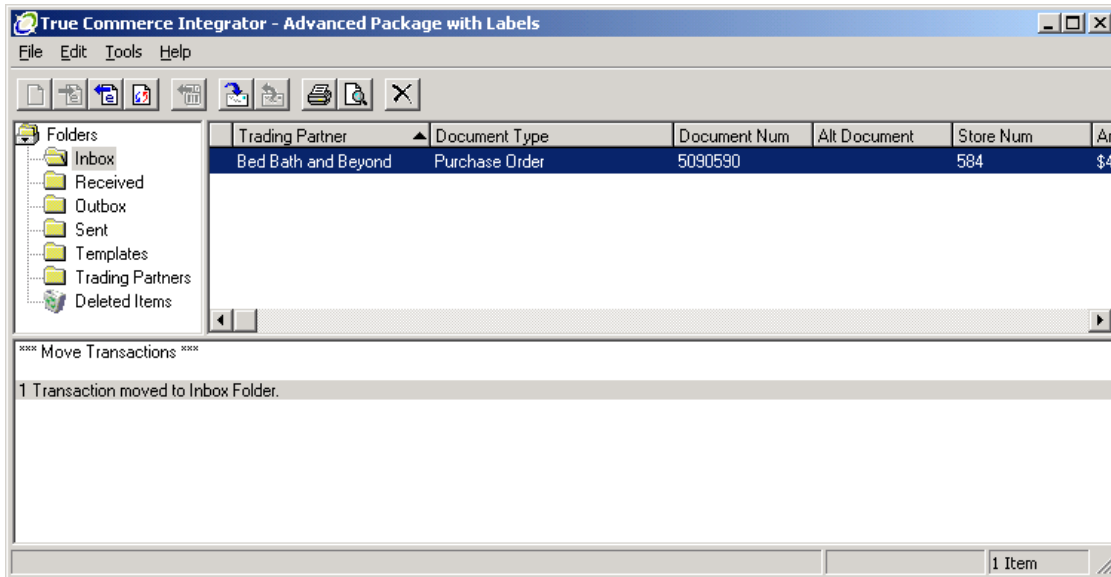 True Commerce Integrator - Advanced Package with Labels
File Edit Tools Help
Folders
Inbox
Received
Outbox
Sent
Templates
Trading Partners
Deleted Items
Trading Partner Document Type Document Num Alt Document Store Num
Bed Bath and Beyond Purchase Order 5090590 584 $4
*** Move Transactions ***
1 Transaction moved to Inbox Folder.
1 Item